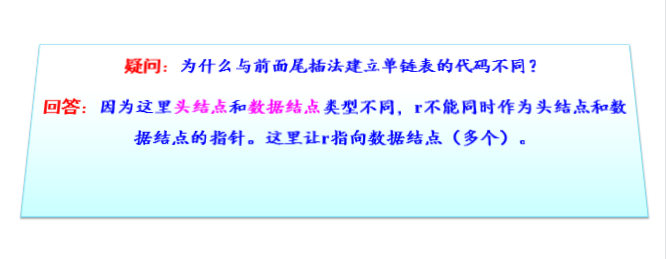 疑问：为什么与前面尾插法建立单链表的代码不同？
回答：因为这里头结点和数据结点类型不同，r不能同时作为头结点和数
据结点的指针。这里让r指向数据结点（多个）。